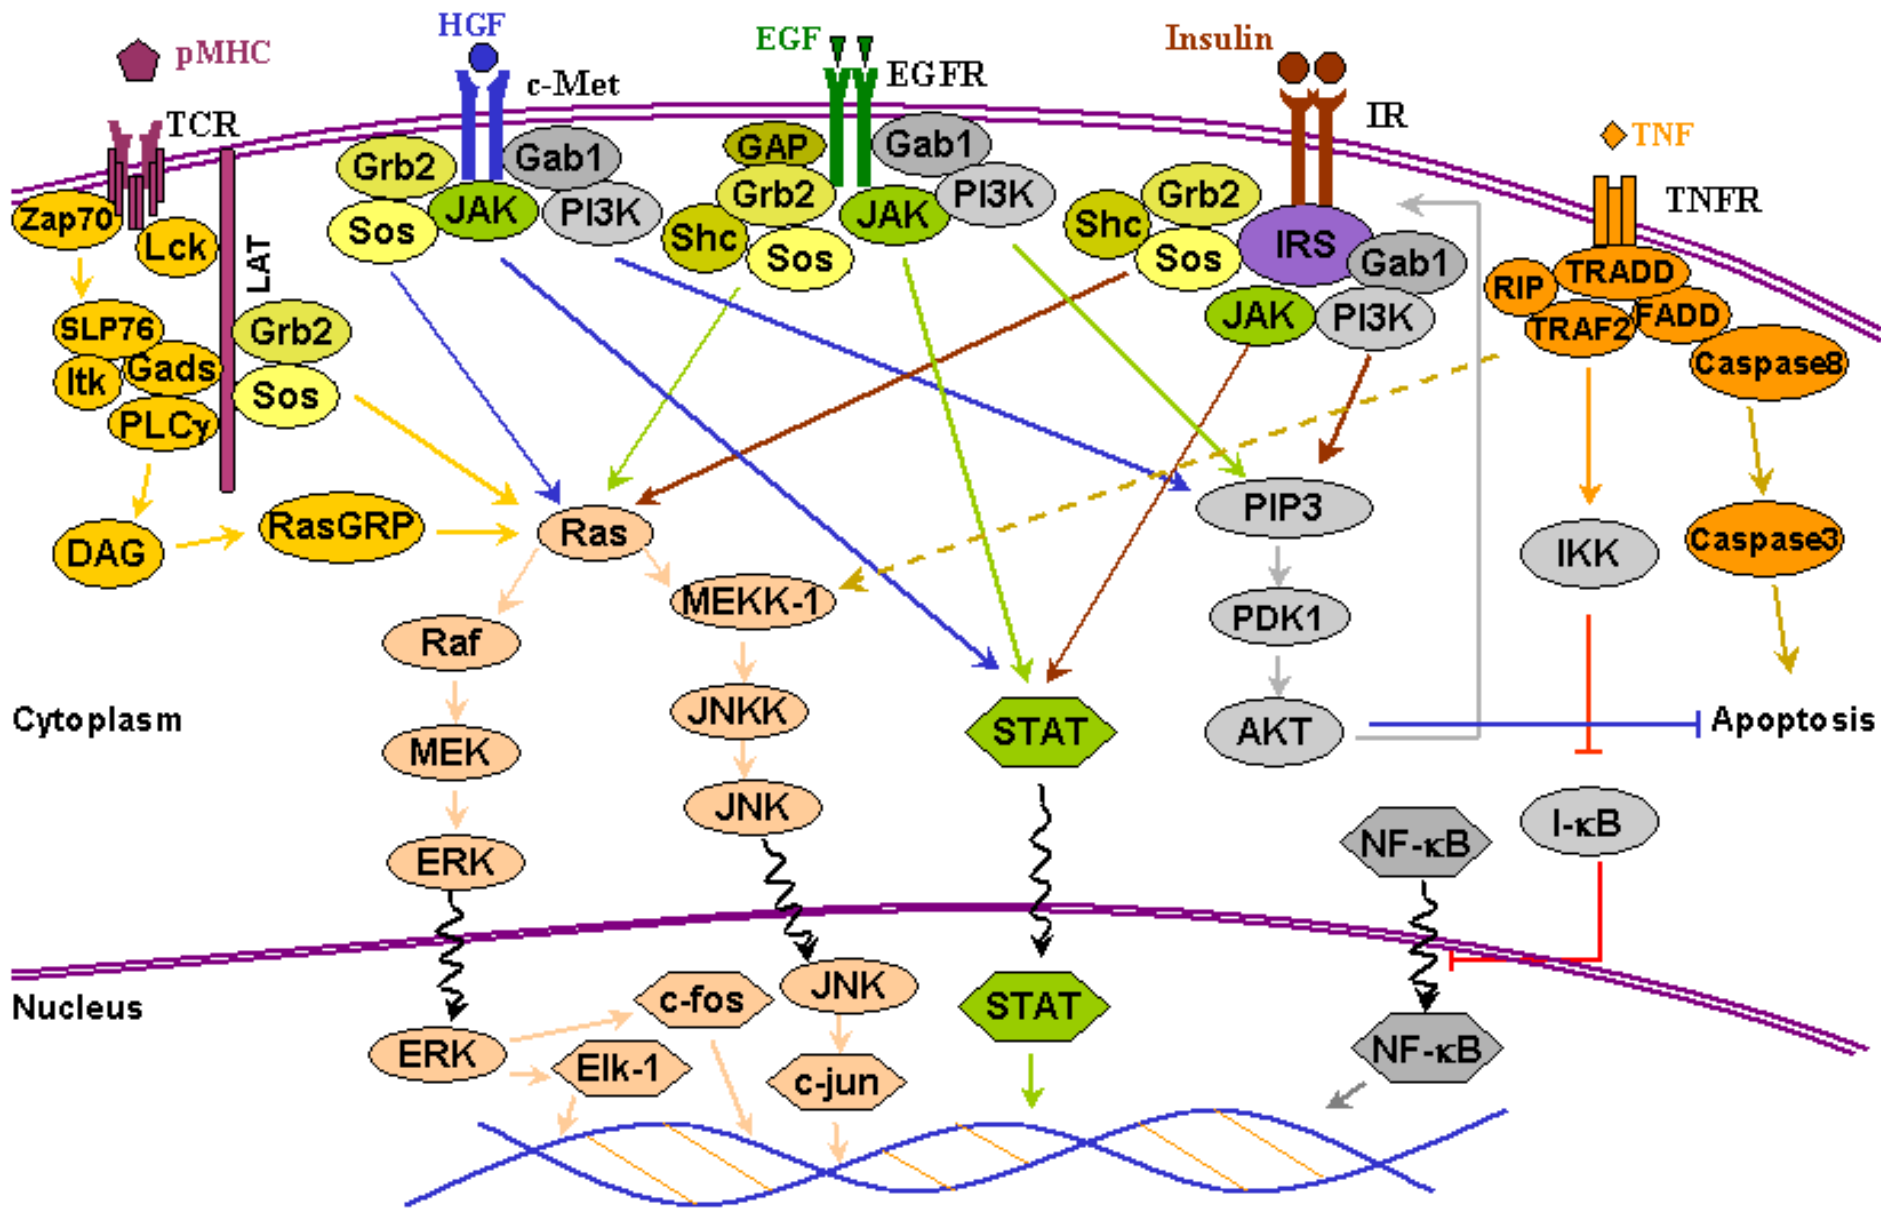 HGF
EGF
Insulin
pMHC
c-Met
EGFR
TCR
IR
TNF
Grb2
Gab1
GAP
Gab1
Zap70
Lck
LAT
Sos
JAK
PI3K
Shc
Grb2
Sos
JAK
PI3K
Shc
Grb2
Sos
IRS
Gab1
JAK
PI3K
TNFR
RIP
TRADD
TRAF2
FADD
Caspase8
SLP76
Itk
Gads
PLCγ
Grb2
Sos
DAG
RasGRP
Ras
PIP3
IKK
Caspase3
Raf
MEKK-1
PDK1
Cytoplasm
MEK
JNKK
STAT
AKT
Apoptosis
ERK
JNK
NF-κB
I-κB
Nucleus
ERK
c-fos
Elk-1
JNK
c-jun
STAT
NF-κB